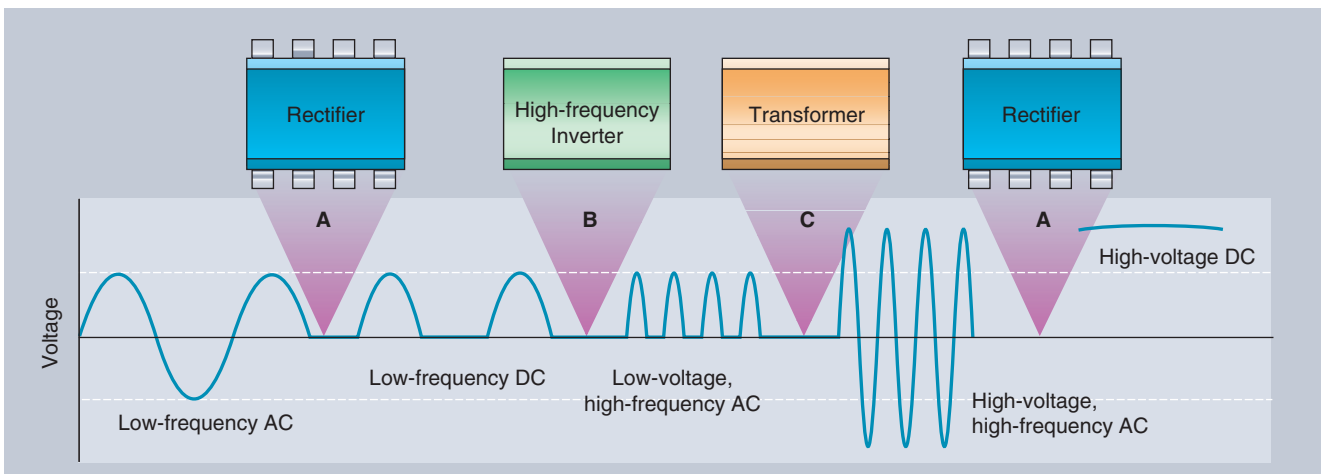 Rectifier
High-frequency
Inverter
Transformer
Rectifier
A
B
C
A
High-voltage DC
Voltage
Low-frequency DC
Low-voltage,
high-frequency AC
High-voltage,
high-frequency AC
Low-frequency AC